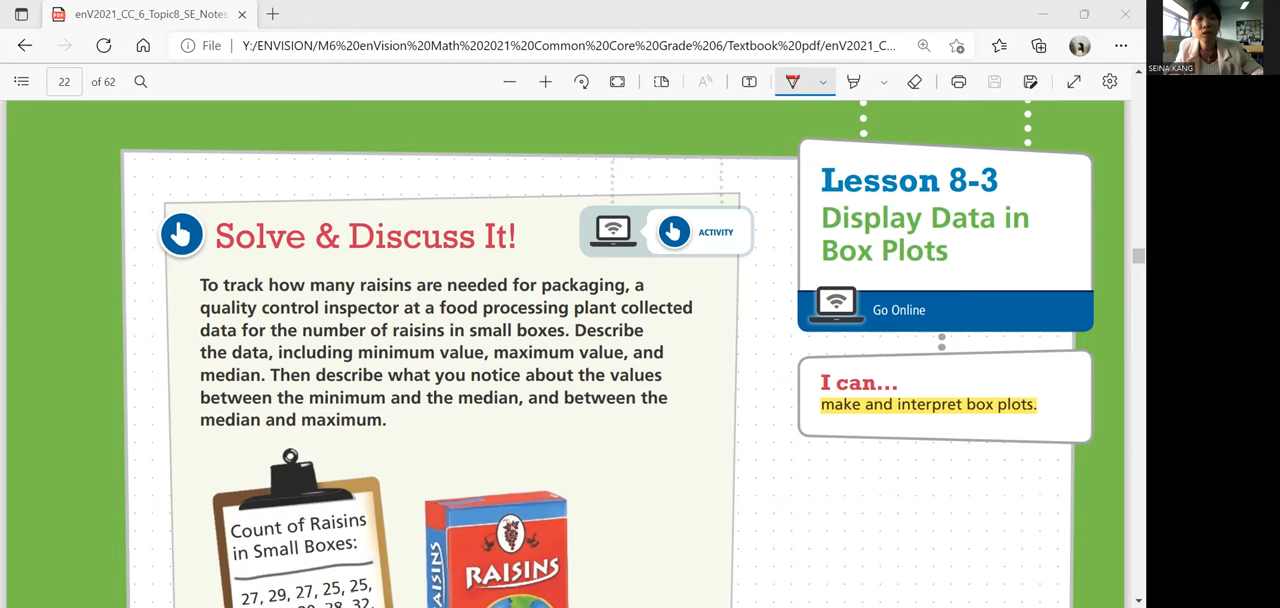 enV2021_CC_6_Topic8_SE_Notes
File
Y:/ENVISION/M6%20enVision%20Math%202021%20Common%20Core%20Grade%206/Textbook%20pdf/enV2021_C...
22 of 62
SEINA KANG
Lesson 8-3
Display Data in
Box Plots
Go Online
I can...
make and interpret box plots.
Solve & Discuss It!
ACTIVITY
To track how many raisins are needed for packaging, a
quality control inspector at a food processing plant collected
data for the number of raisins in small boxes. Describe
the data, including minimum value, maximum value, and
median. Then describe what you notice about the values
between the minimum and the median, and between the
median and maximum.
Count of Raisins
in Small Boxes:
27, 29, 27, 25, 25,
28, 32,
RAISINS
RAISINS